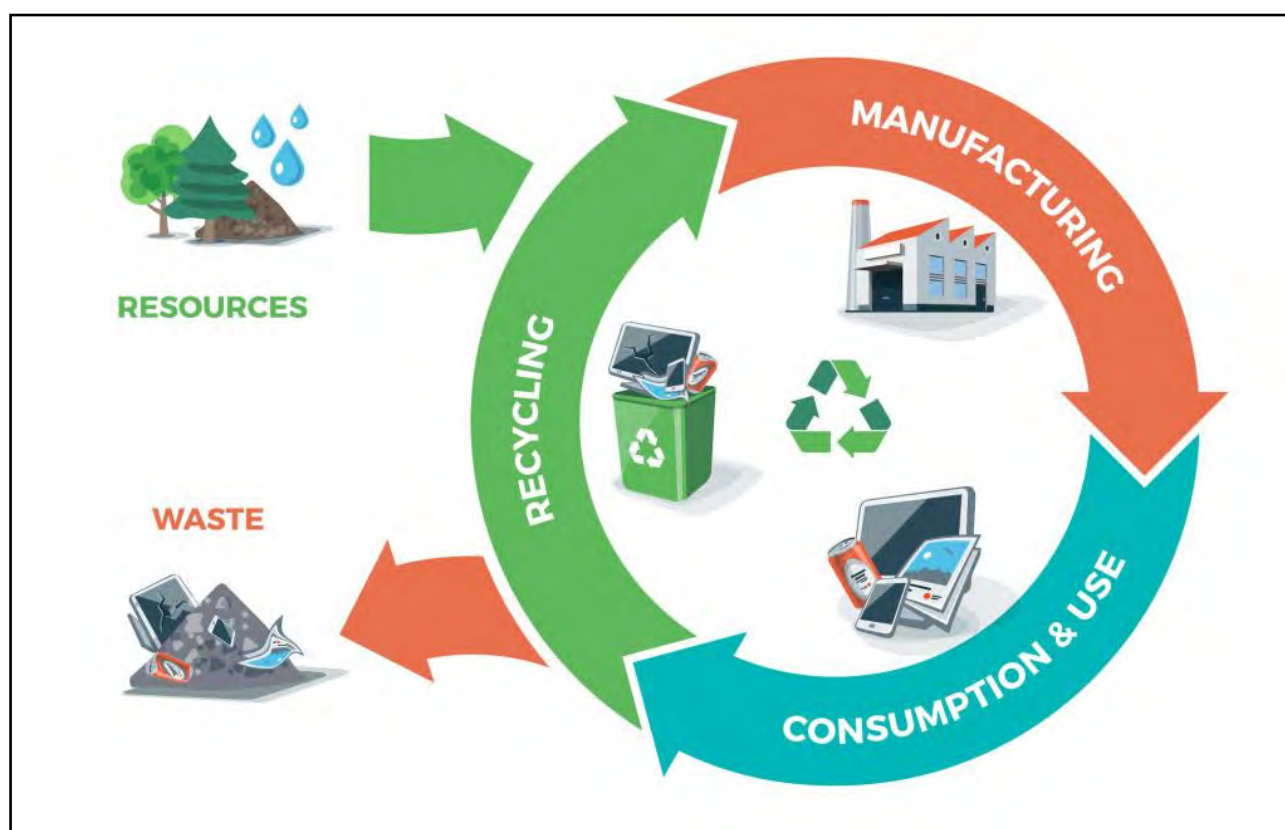 RESOURCES
MANUFACTURING
RECYCLING
WASTE
CONSUMPTION & USE